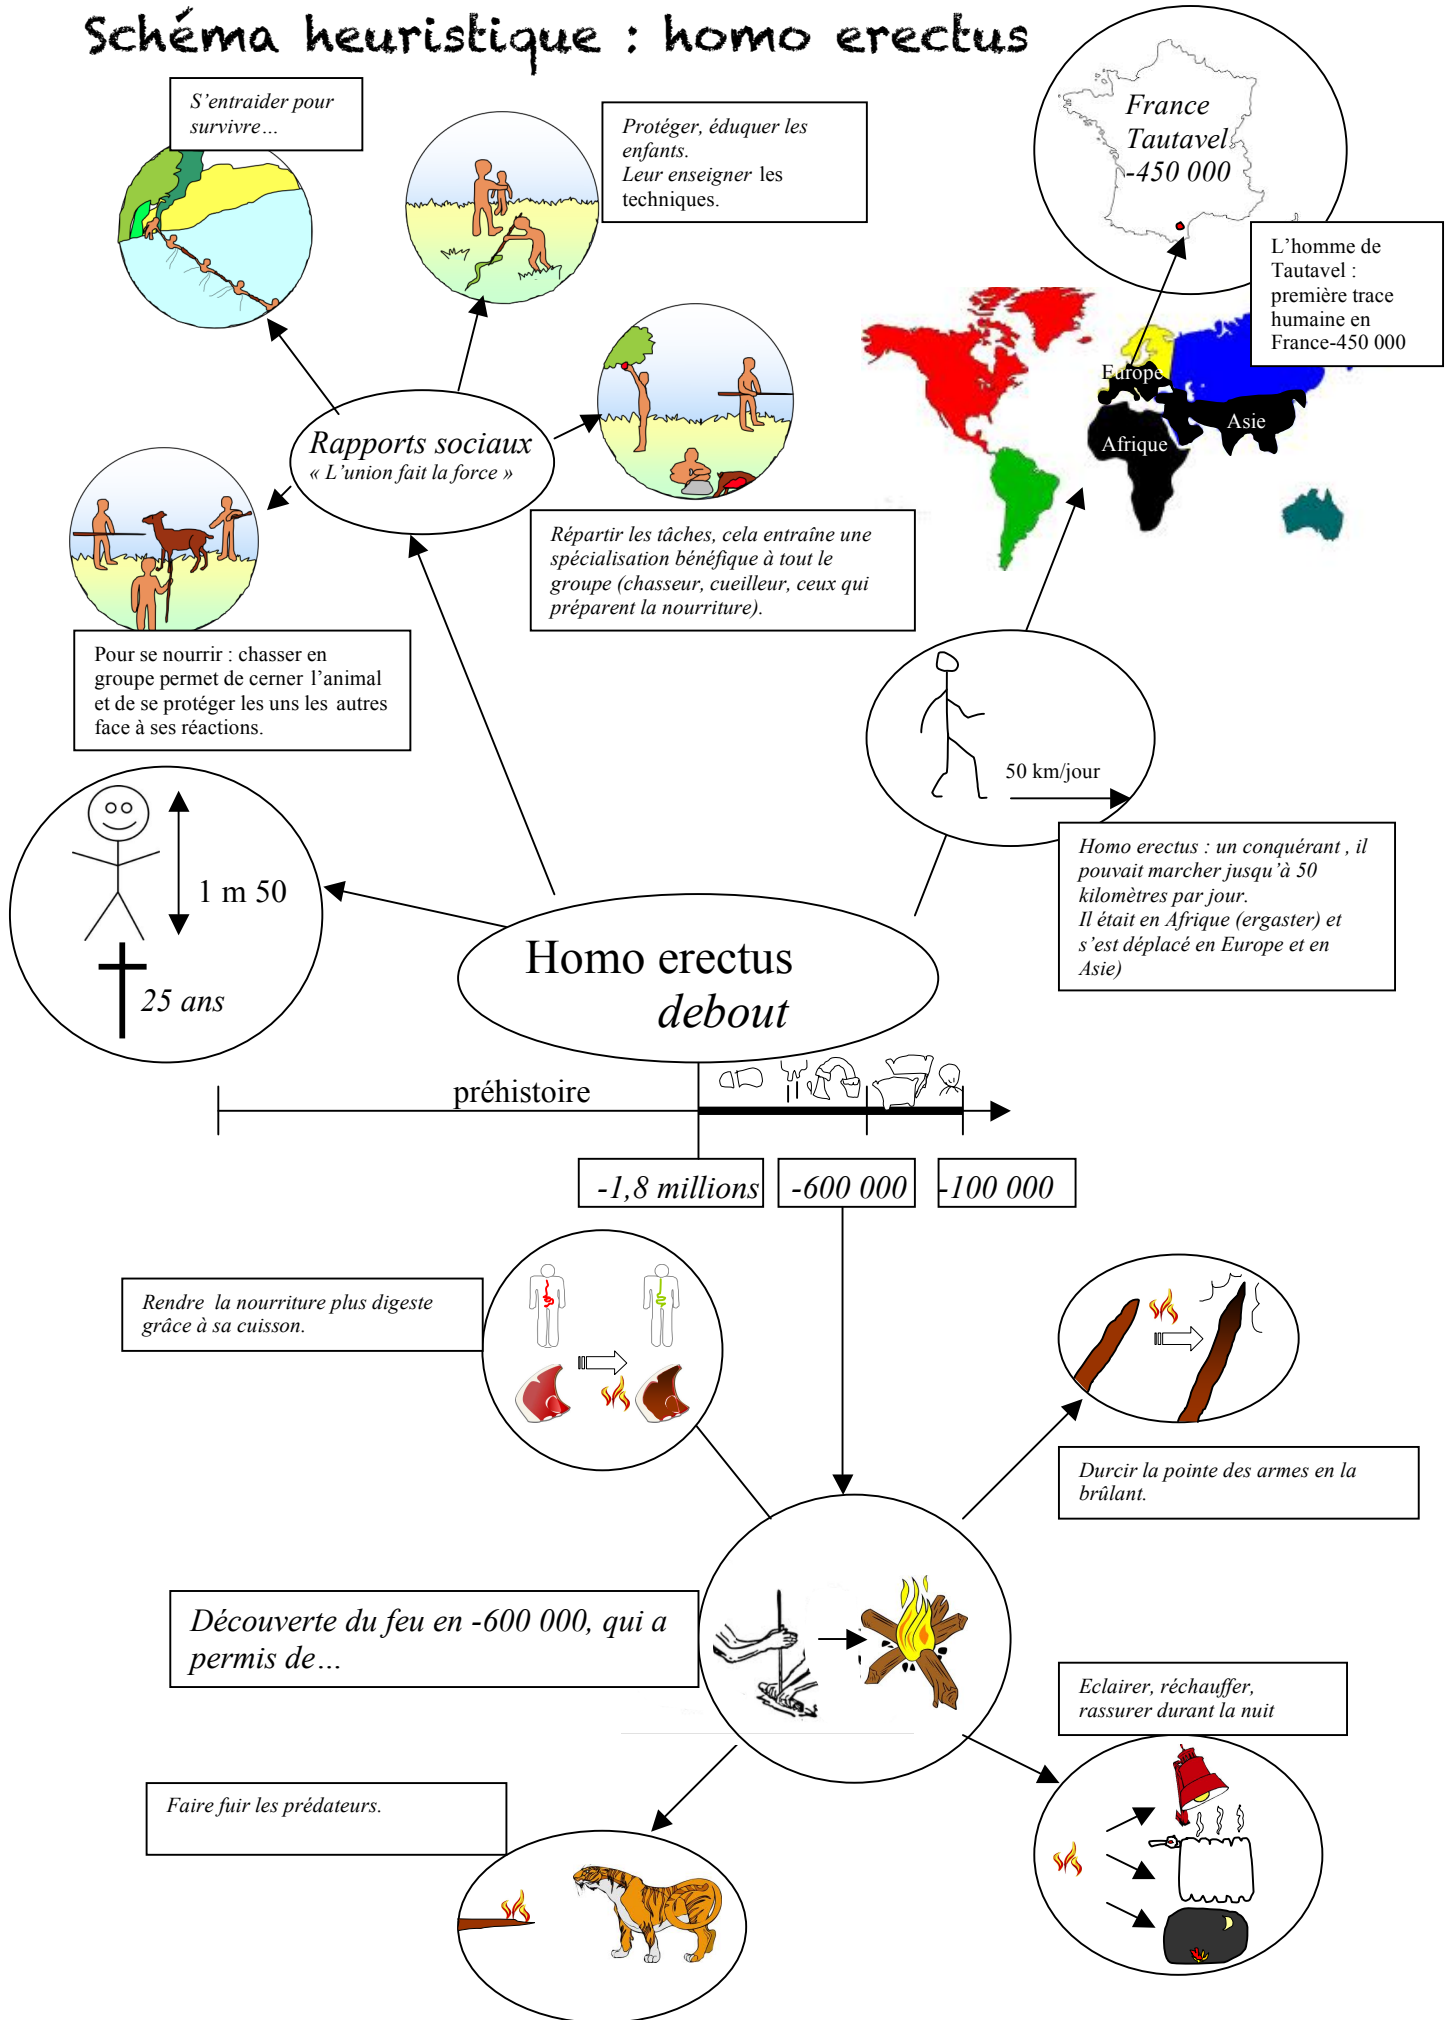 Schéma heuristique : homo erectus
S'entraider pour
survivre…
Protéger, éduquer les
enfants.
Leur enseigner les
techniques.
France
Tautavel
-450 000
L'homme de
Tautavel :
première trace
humaine en
France-450 000
Europe
Asie
Afrique
Rapports sociaux
« L'union fait la force »
Répartir les tâches, cela entraîne une
spécialisation bénéfique à tout le
groupe (chasseur, cueilleur, ceux qui
préparent la nourriture).
Pour se nourrir : chasser en
groupe permet de cerner l'animal
et de se protéger les uns les autres
face à ses réactions.
50 km/jour
Homo erectus : un conquérant , il
pouvait marcher jusqu'à 50
kilomètres par jour.
Il était en Afrique (ergaster) et
s'est déplacé en Europe et en
Asie)
1 m 50
25 ans
Homo erectus
debout
préhistoire
-1,8 millions
-600 000
-100 000
Rendre la nourriture plus digeste
grâce à sa cuisson.
Durcir la pointe des armes en la
brûlant.
Découverte du feu en -600 000, qui a
permis de…
Eclairer, réchauffer,
rassurer durant la nuit
Faire fuir les prédateurs.